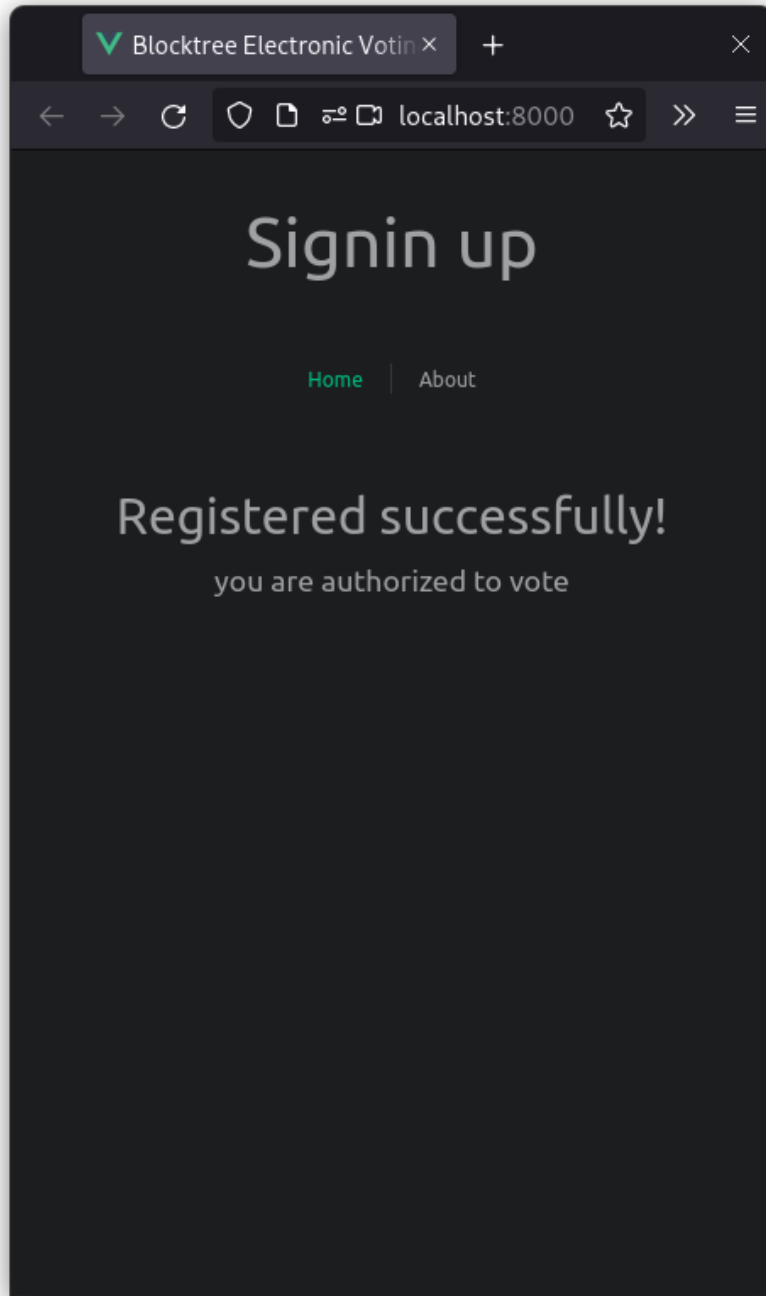 Blocktree Electronic Votin
localhost:8000
Signin up
Home
About
Registered successfully!
you are authorized to vote